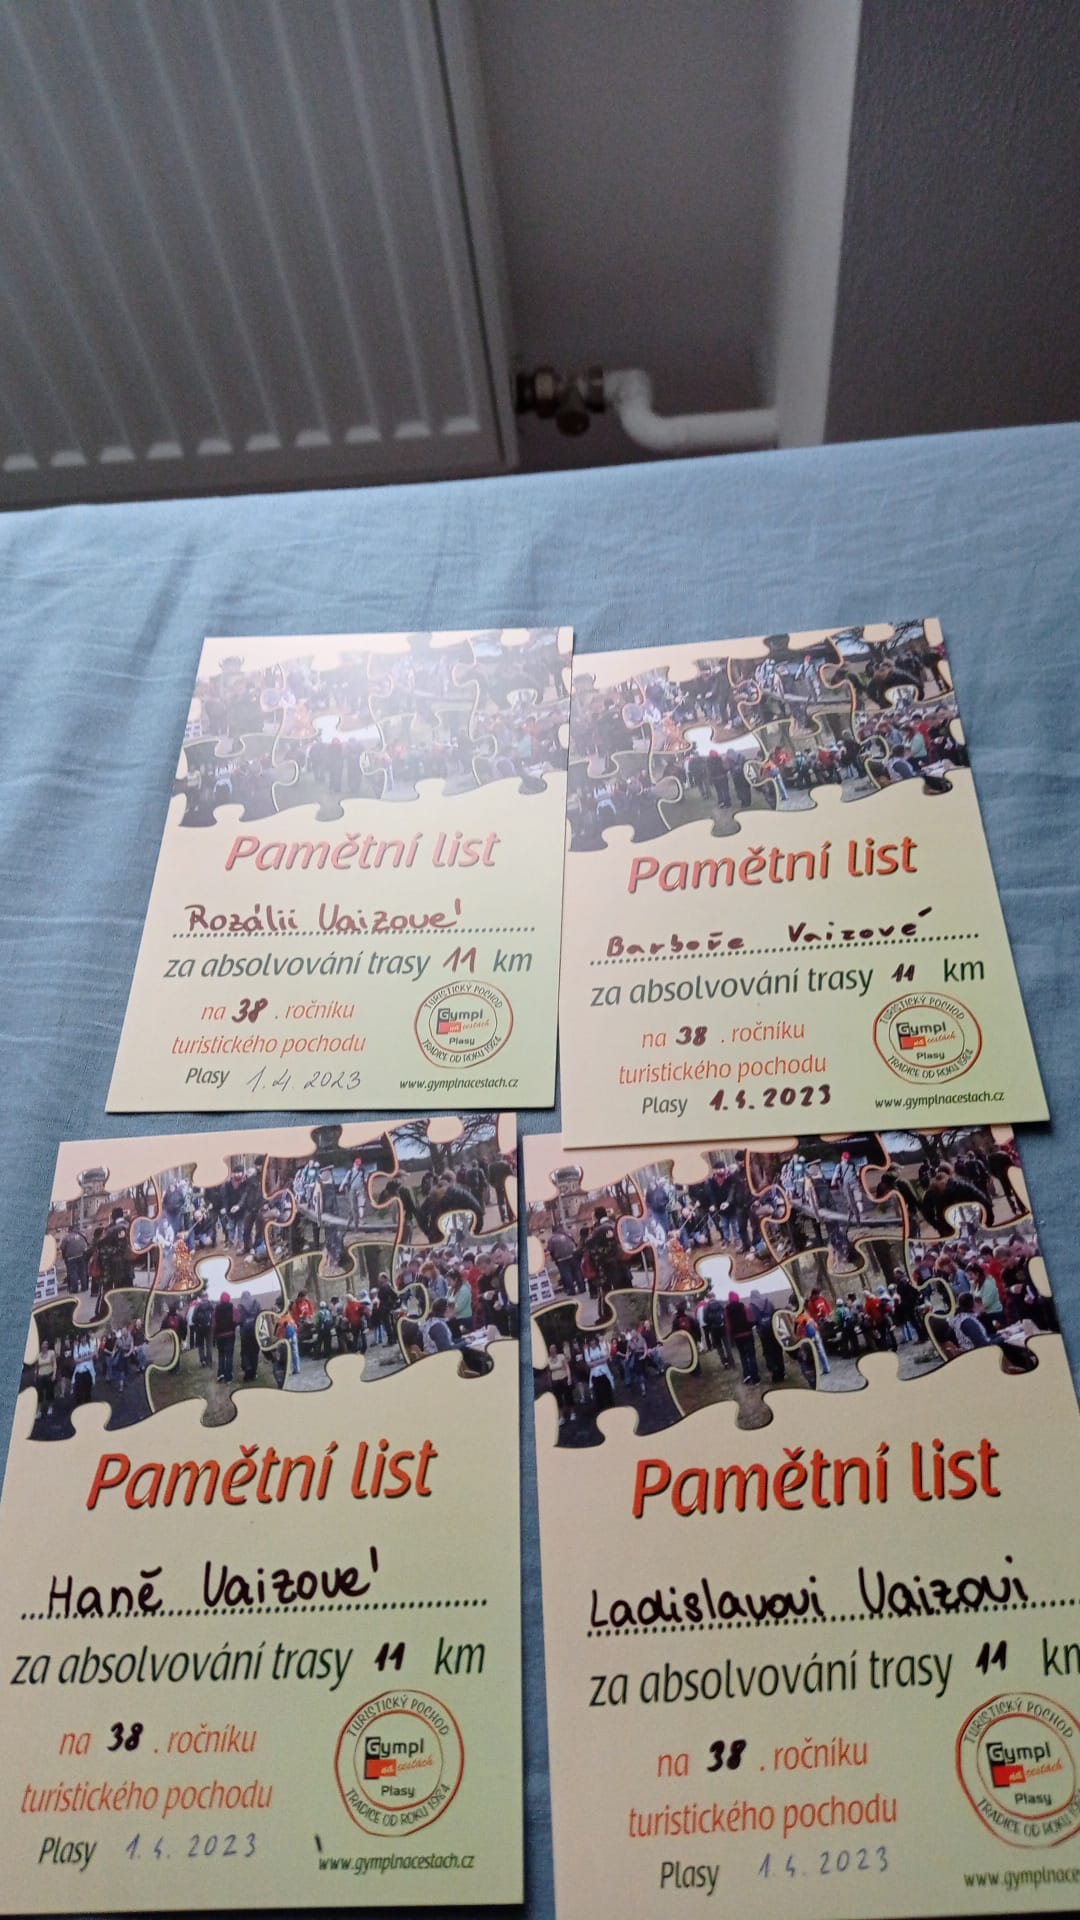 Pamětní list
Rozálii Vaizové
za absolvování trasy 11 km
na 38 . ročníku
turistického pochodu
Plasy 1.4. 2023
TURISTICKÝ POCHOD
Gympl
na cestách
Plasy
TRADICE OD ROKU 1984
www.gymplnacestach.cz
Pamětní list
Barboře Vaizové
za absolvování trasy 11 km
na 38 . ročníku
turistického pochodu
Plasy 1.4.2023
TURISTICKÝ POCHOD
Gympl
na cestách
Plasy
TRADICE OD ROKU 1984
www.gymplnacestach.cz
Pamětní list
Haně Vaizové
za absolvování trasy 11 km
na 38 . ročníku
turistického pochodu
Plasy 1.4. 2023
TURISTICKÝ POCHOD
Gympl
na cestách
Plasy
TRADICE OD ROKU 1984
www.gymplnacestach.cz
Pamětní list
Ladislavovi Vaizovi
za absolvování trasy 11 km
na 38 . ročníku
turistického pochodu
Plasy 1.4. 2023
TURISTICKÝ POCHOD
Gympl
na cestách
Plasy
TRADICE OD ROKU
www.gymplnaces